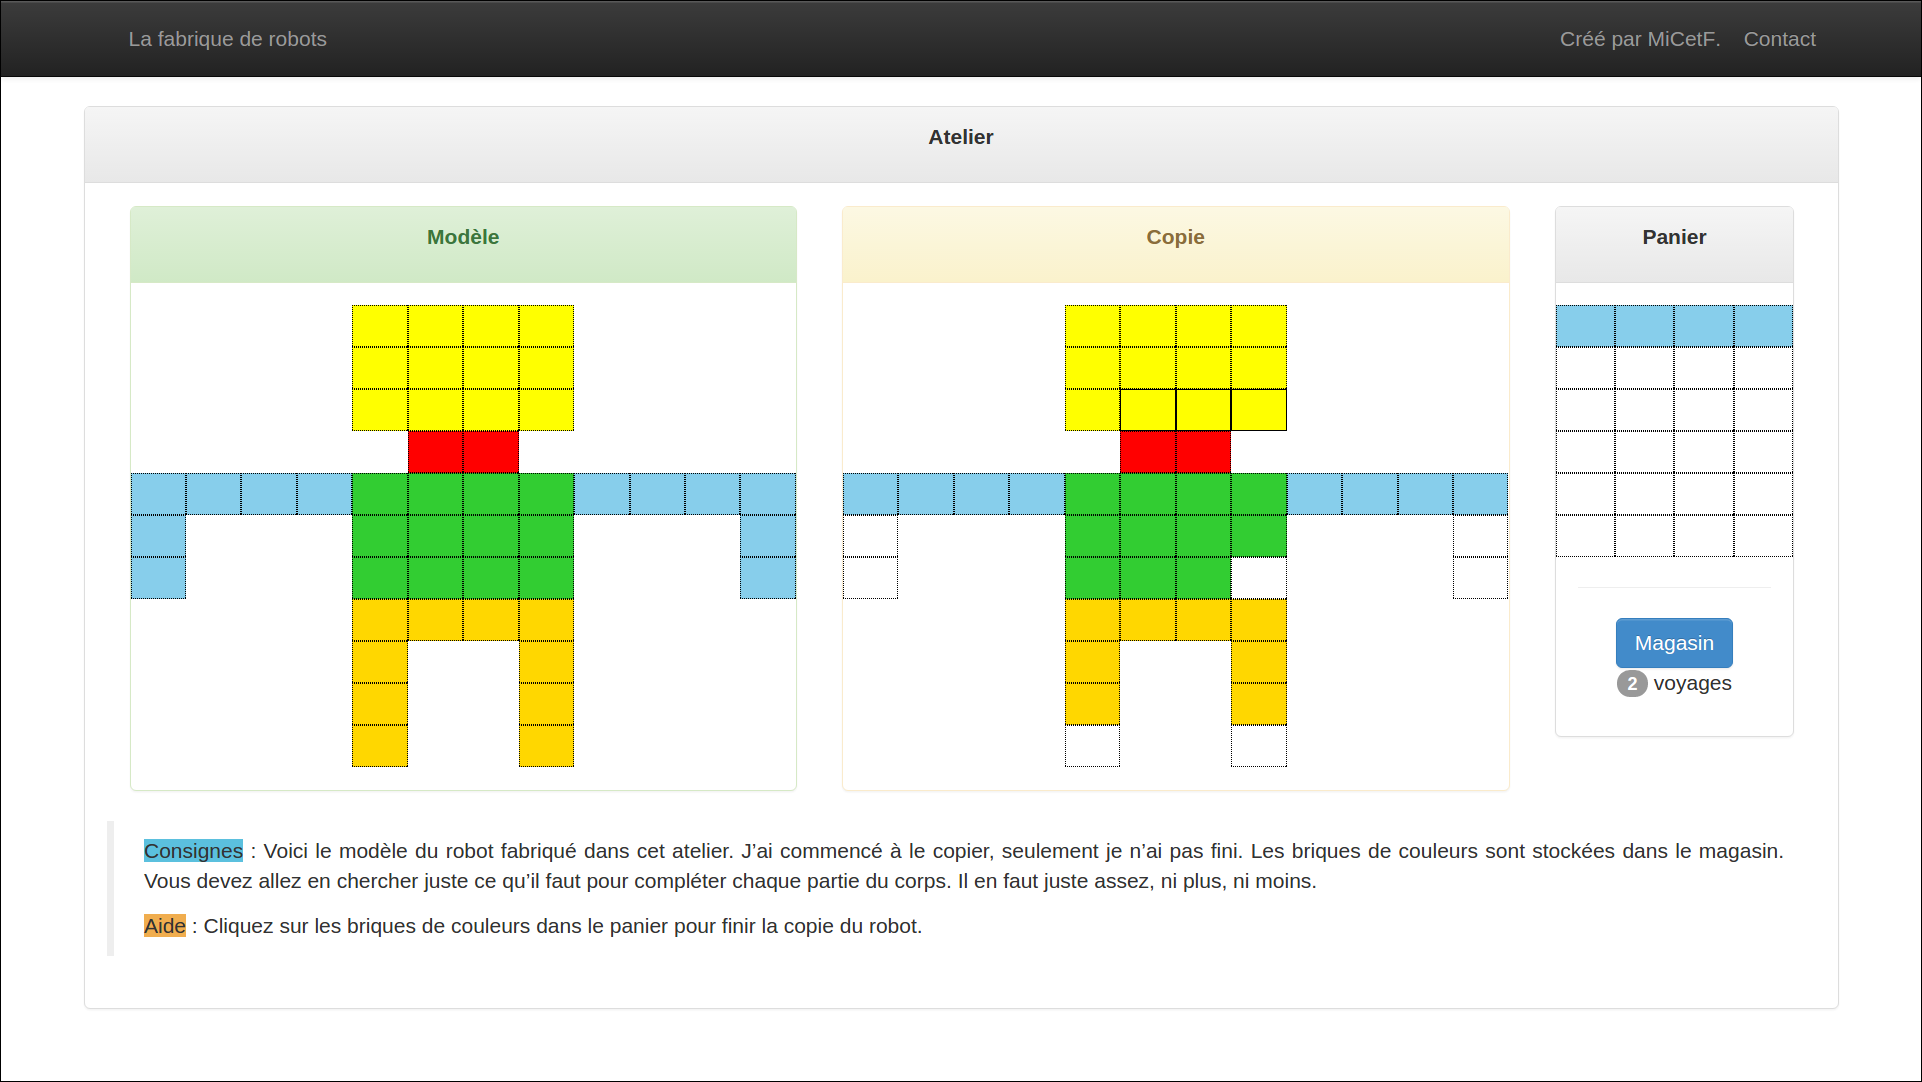 La fabrique de robots
Créé par MiCetF. Contact
Atelier
Modèle
Copie
Panier
Magasin
2 voyages
Consignes : Voici le modèle du robot fabriqué dans cet atelier. J’ai commencé à le copier, seulement je n’ai pas fini. Les briques de couleurs sont stockées dans le magasin.
Vous devez allez en chercher juste ce qu’il faut pour compléter chaque partie du corps. Il en faut juste assez, ni plus, ni moins.
Aide : Cliquez sur les briques de couleurs dans le panier pour finir la copie du robot.